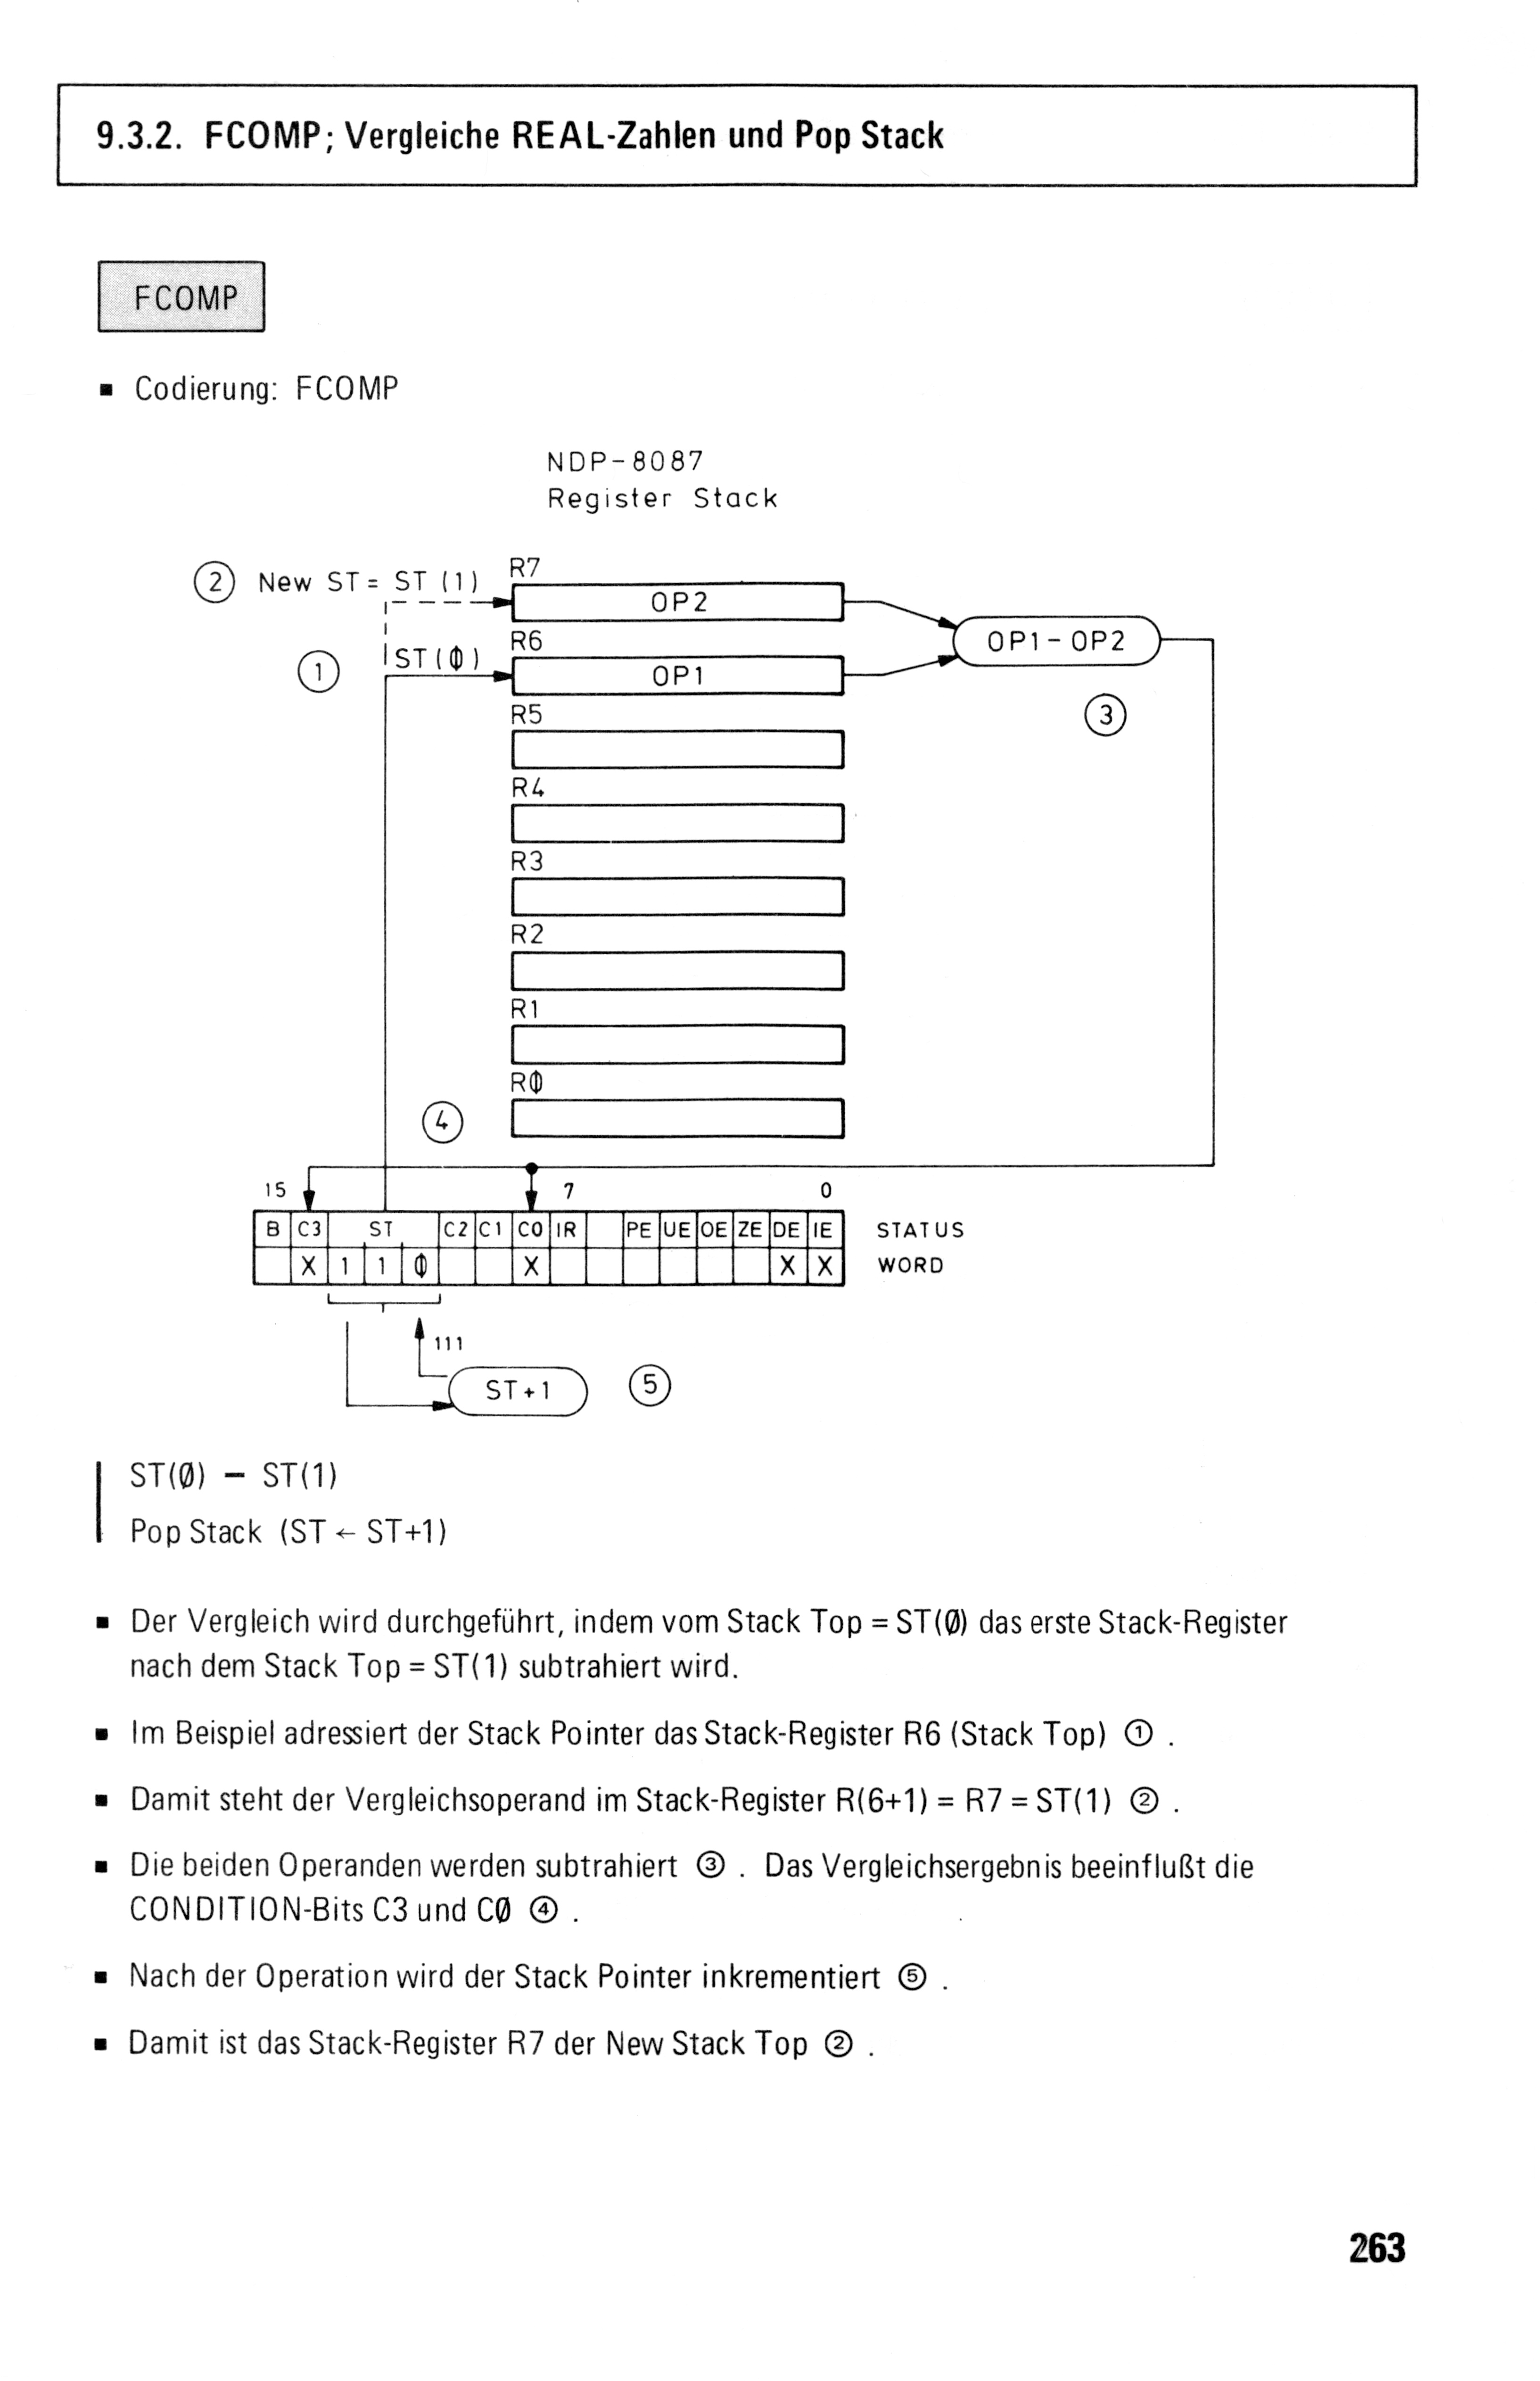 9.3.2. FCOMP; Vergleiche REAL-Zahlen und Pop Stack
FCOMP
▪ Codierung: FCOMP
NDP-8087
Register Stack
② New ST = ST (1)
R7
OP2
① ST(0)
R6
OP1
OP1 - OP2
③
R5
R4
R3
R2
R1
R0
④
15 7 0
B C3 ST C2 C1 C0 IR PE UE OE ZE DE IE STATUS
X 1 1 0 X X X WORD
111
ST+1 ⑤
ST(Ø) − ST(1)
Pop Stack (ST ← ST+1)
▪ Der Vergleich wird durchgeführt, indem vom Stack Top = ST(Ø) das erste Stack-Register
nach dem Stack Top = ST(1) subtrahiert wird.
▪ Im Beispiel adressiert der Stack Pointer das Stack-Register R6 (Stack Top) ① .
▪ Damit steht der Vergleichsoperand im Stack-Register R(6+1) = R7 = ST(1) ② .
▪ Die beiden Operanden werden subtrahiert ③ . Das Vergleichsergebnis beeinflußt die
CONDITION-Bits C3 und CØ ④ .
▪ Nach der Operation wird der Stack Pointer inkrementiert ⑤ .
▪ Damit ist das Stack-Register R7 der New Stack Top ② .
263